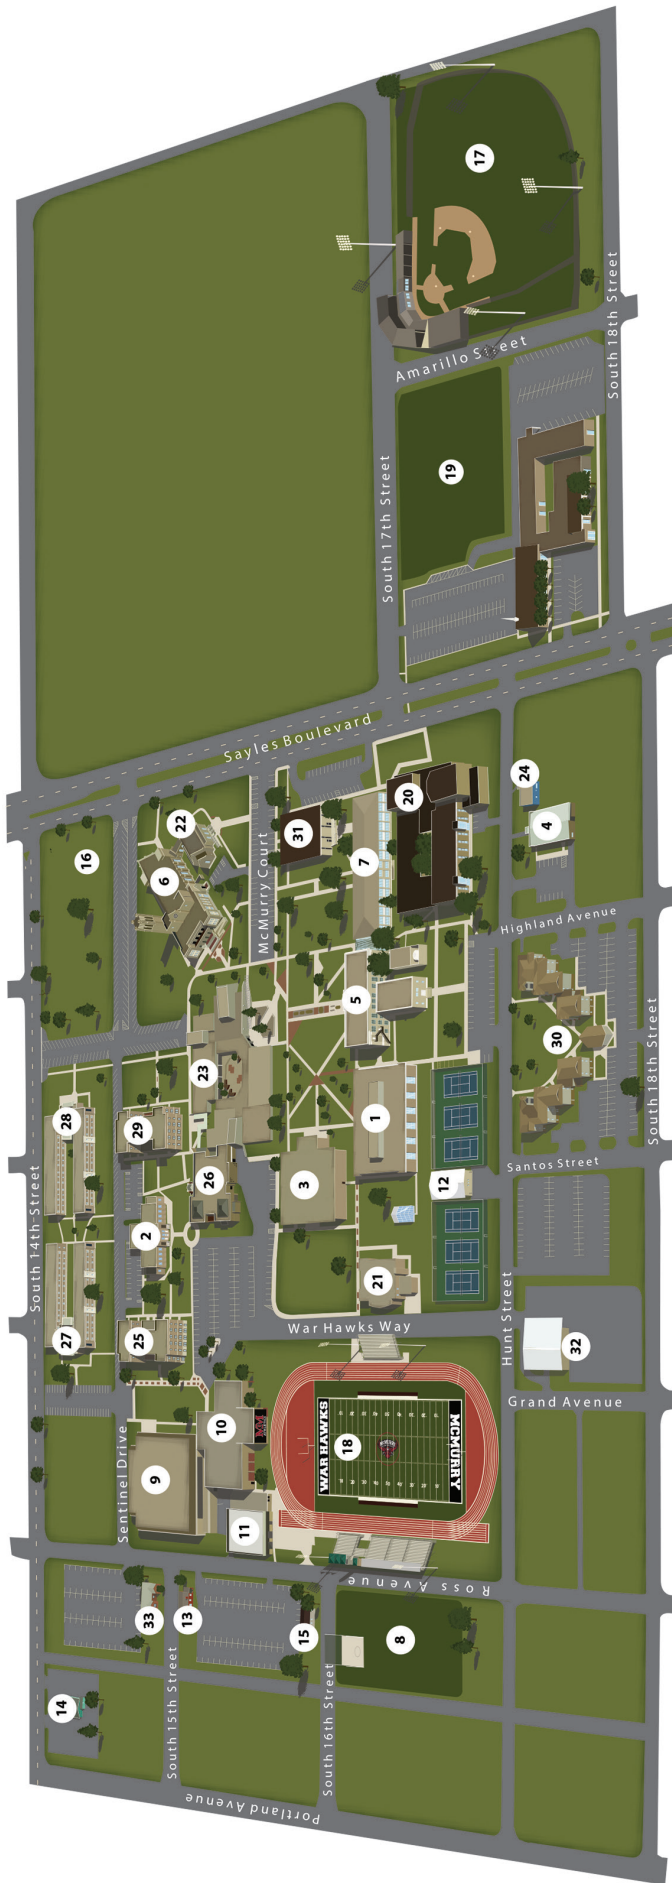 17
South 18th Street
Amarillo Street
19
South 17th Street
Sayles Boulevard
16
22
6
McMurry Court
31
20
7
24
4
Highland Avenue
5
23
28
29
26
2
South 14th Street
27
25
3
1
12
21
30
Santos Street
South 18th Street
War Hawks Way
Hunt Street
32
Grand Avenue
10
9
11
Sentinel Drive
18
WAR HAWKS
MCMURRY
Ross Avenue
33
13
15
8
14
South 15th Street
South 16th Street
Portland Avenue